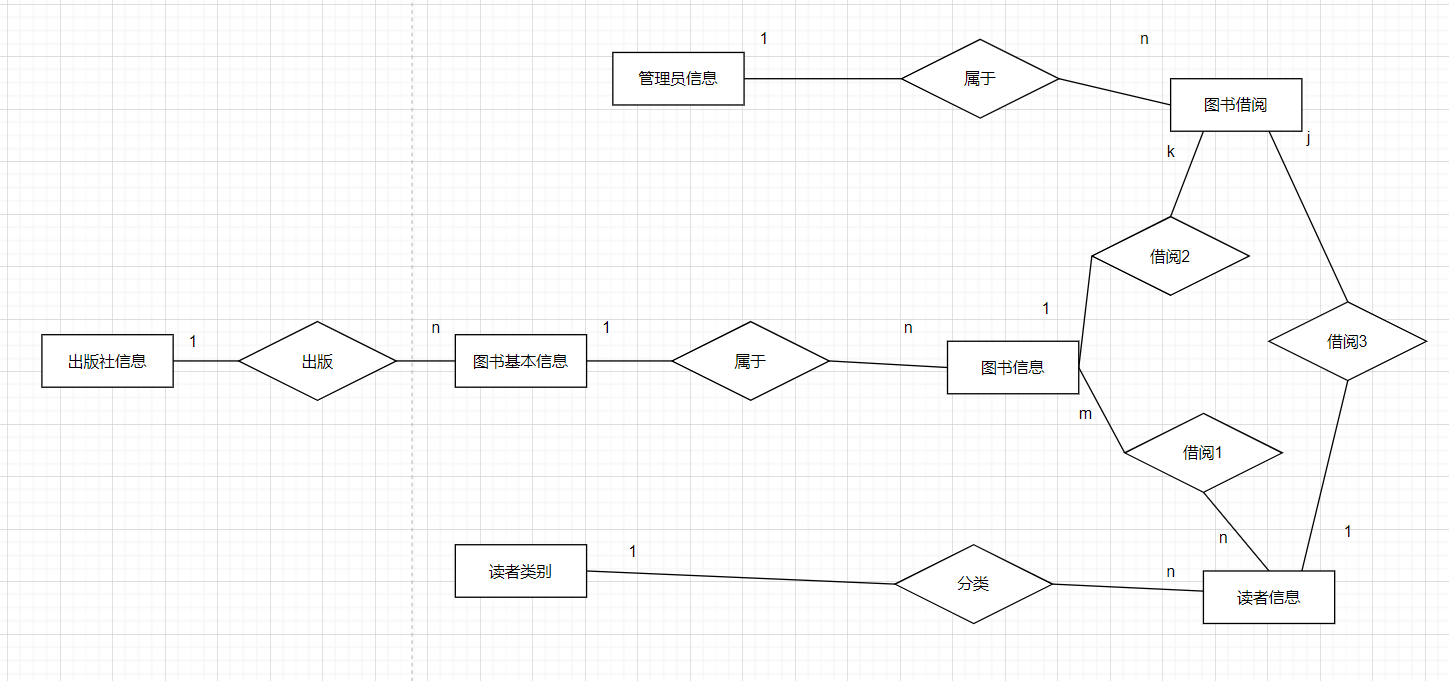 1
n
管理员信息
属于
图书借阅
k
j
借阅2
1
出版社信息
1
出版
n
图书基本信息
1
属于
n
图书信息
借阅3
m
借阅1
n
1
读者类别
1
分类
n
读者信息